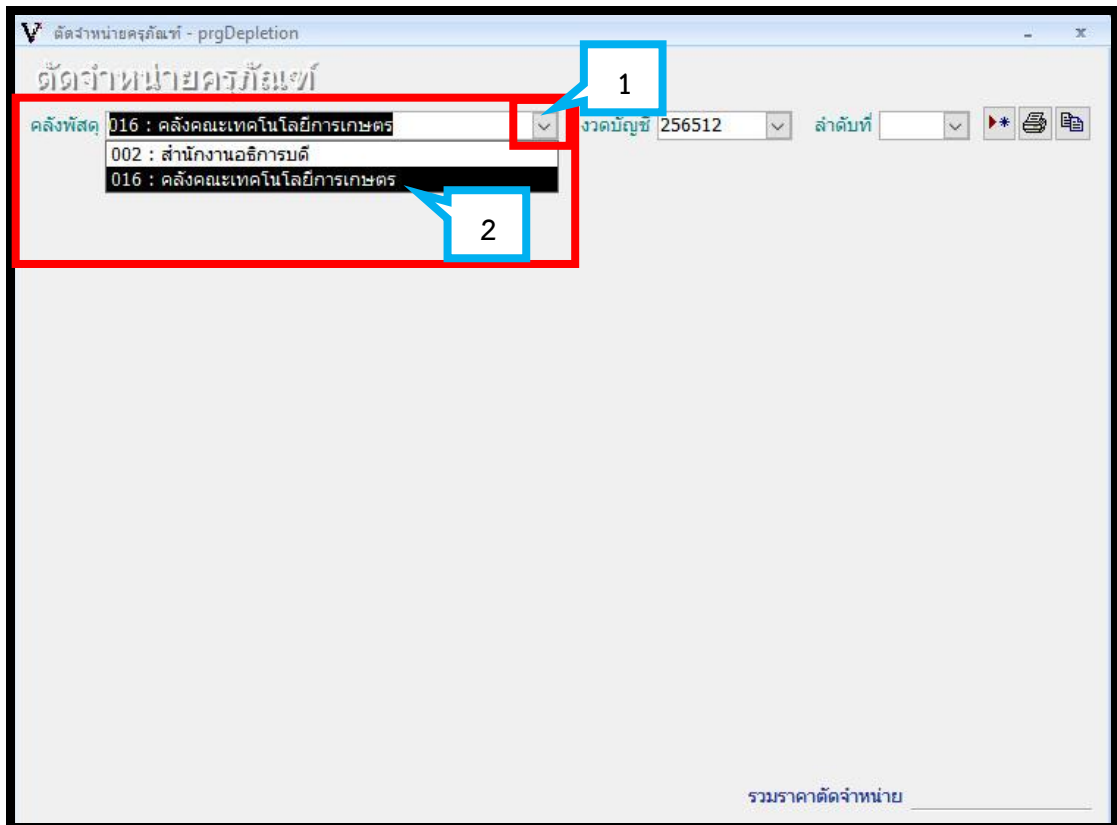 ตัดจำหน่ายครุภัณฑ์ - prgDepletion
ตัดจำหน่ายครุภัณฑ์
1
คลังพัสดุ 016 : คลังคณะเทคโนโลยีการเกษตร งวดบัญชี 256512 ลำดับที่
002 : สำนักงานอธิการบดี
016 : คลังคณะเทคโนโลยีการเกษตร
2
รวมราคาตัดจำหน่าย